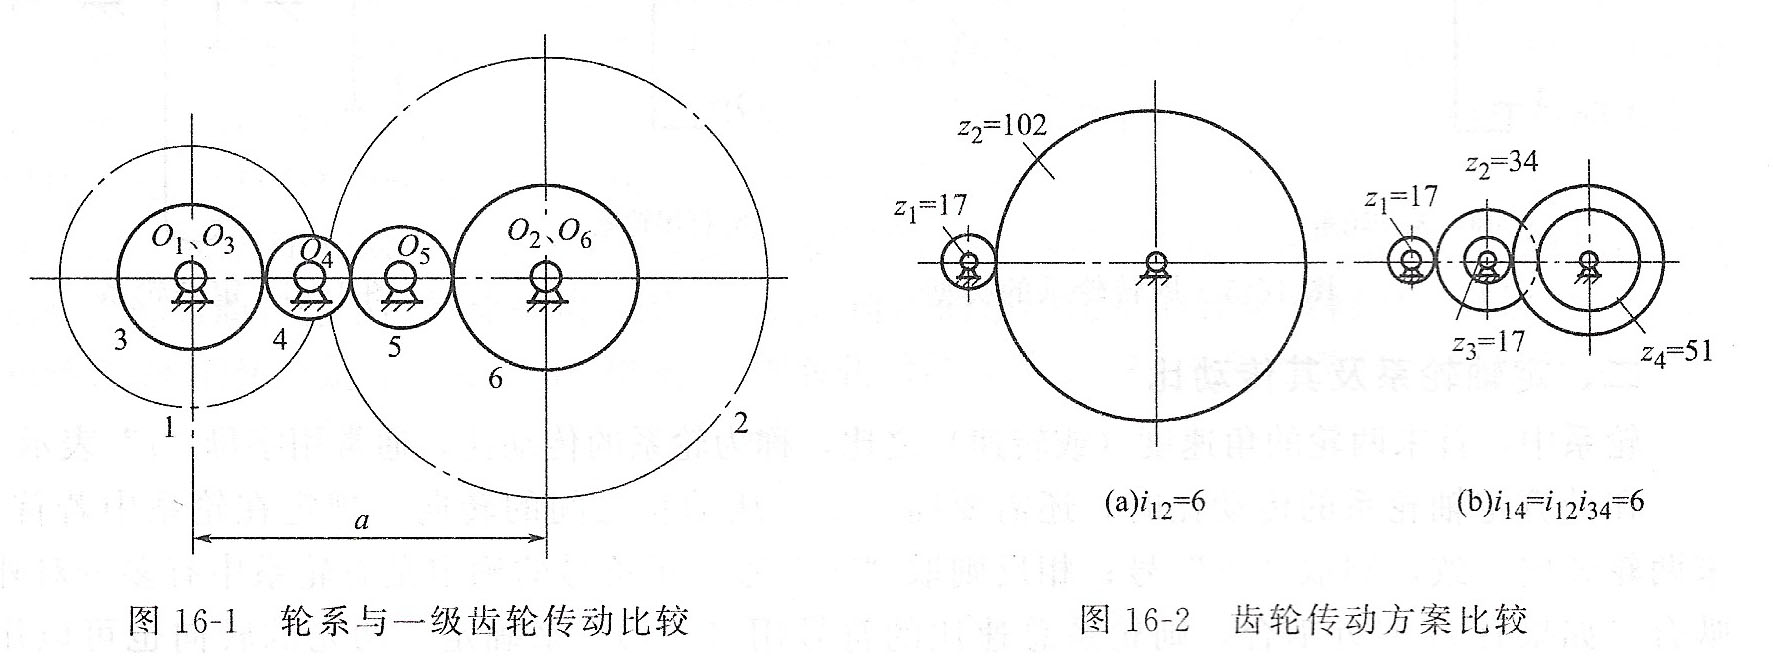 O1、O3
O4
O5
O2、O6
3
4
5
6
1
2
a
图 16-1 轮系与一级齿轮传动比较
z2=102
z1=17
(a)i12=6
z2=34
z1=17
z3=17
z4=51
(b)i14=i12i34=6
图 16-2 齿轮传动方案比较